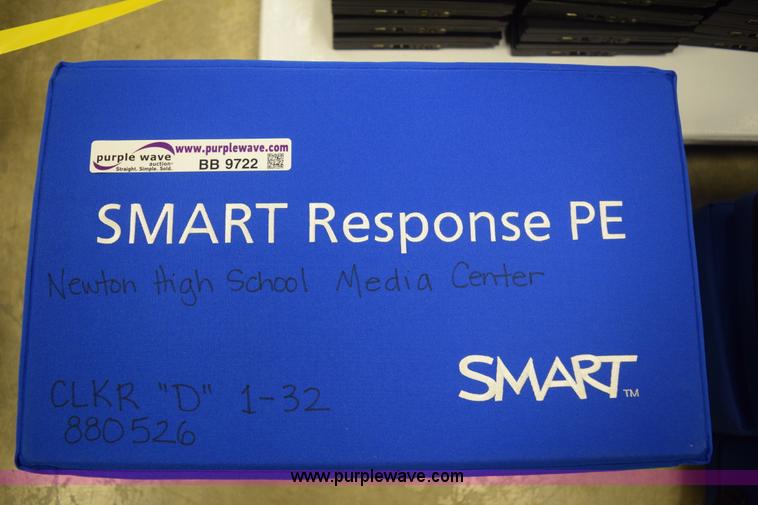 purple wave
auction
Straight. Simple. Sold.
www.purplewave.com
BB 9722
SMART Response PE
Newton High School Media Center
SMART™
CLKR "D" 1-32
880526
www.purplewave.com